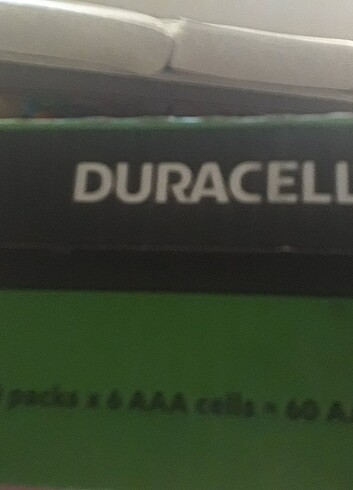 DURACELL
packs x 6 AAA cells = 60